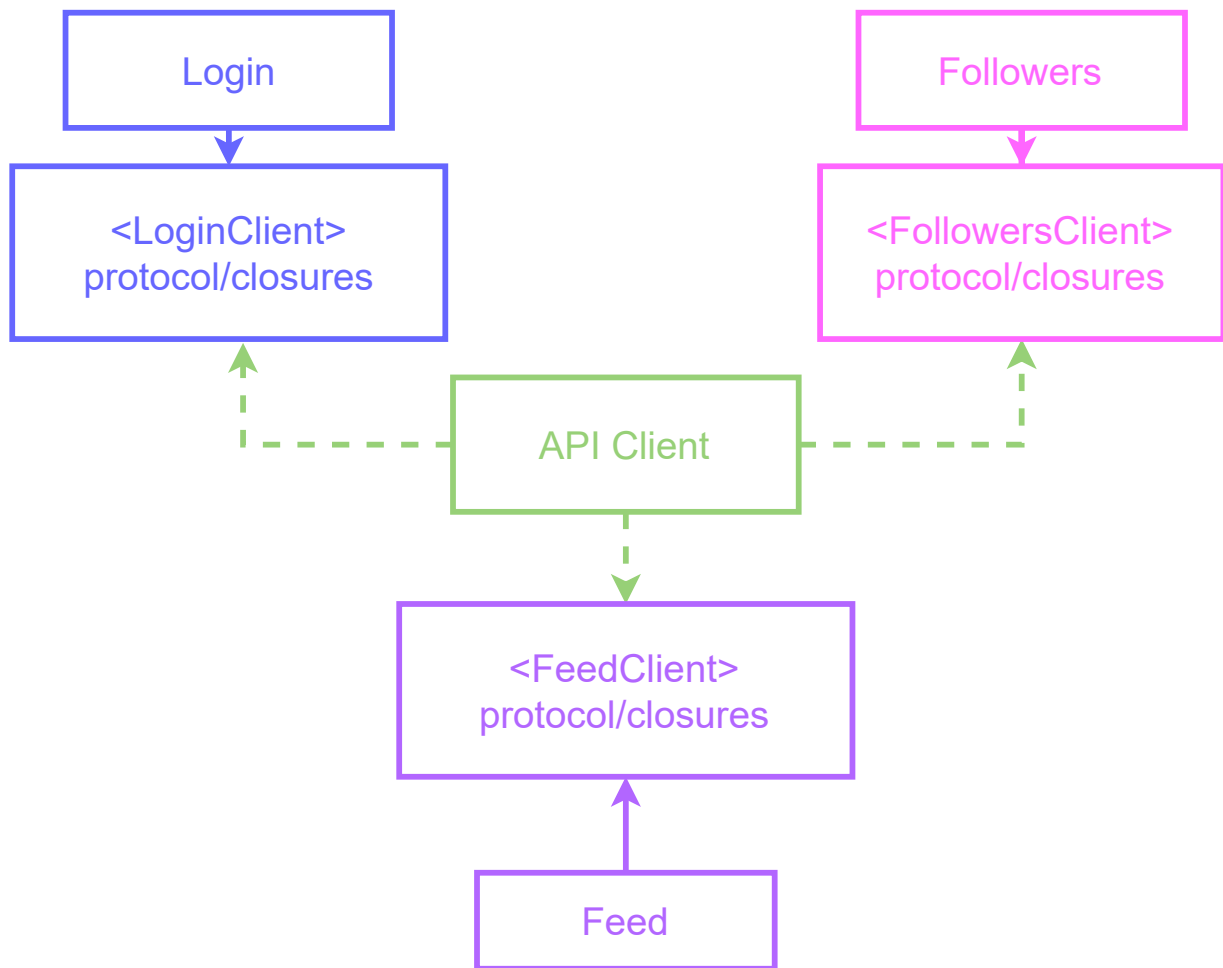 Login
Followers
<LoginClient>
protocol/closures
<FollowersClient>
protocol/closures
API Client
<FeedClient>
protocol/closures
Feed